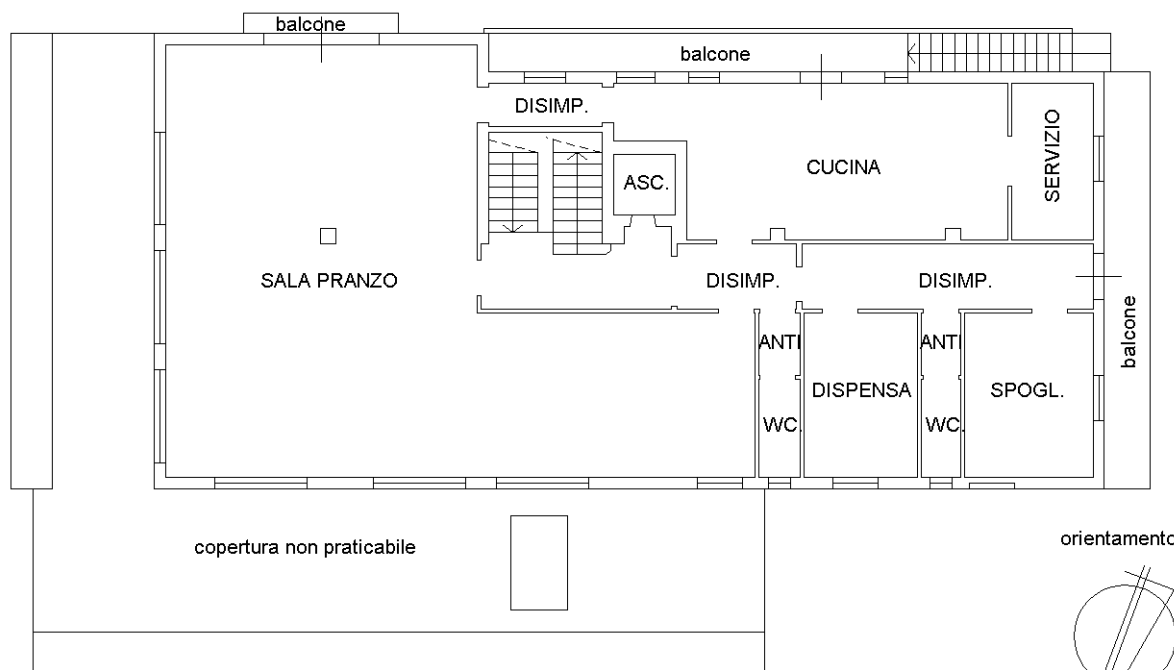 balcone
balcone
DISIMP.
SERVIZIO
CUCINA
ASC.
SALA PRANZO
DISIMP.
DISIMP.
balcone
ANTI
ANTI
DISPENSA
SPOGL.
WC.
WC.
copertura non praticabile
orientamento